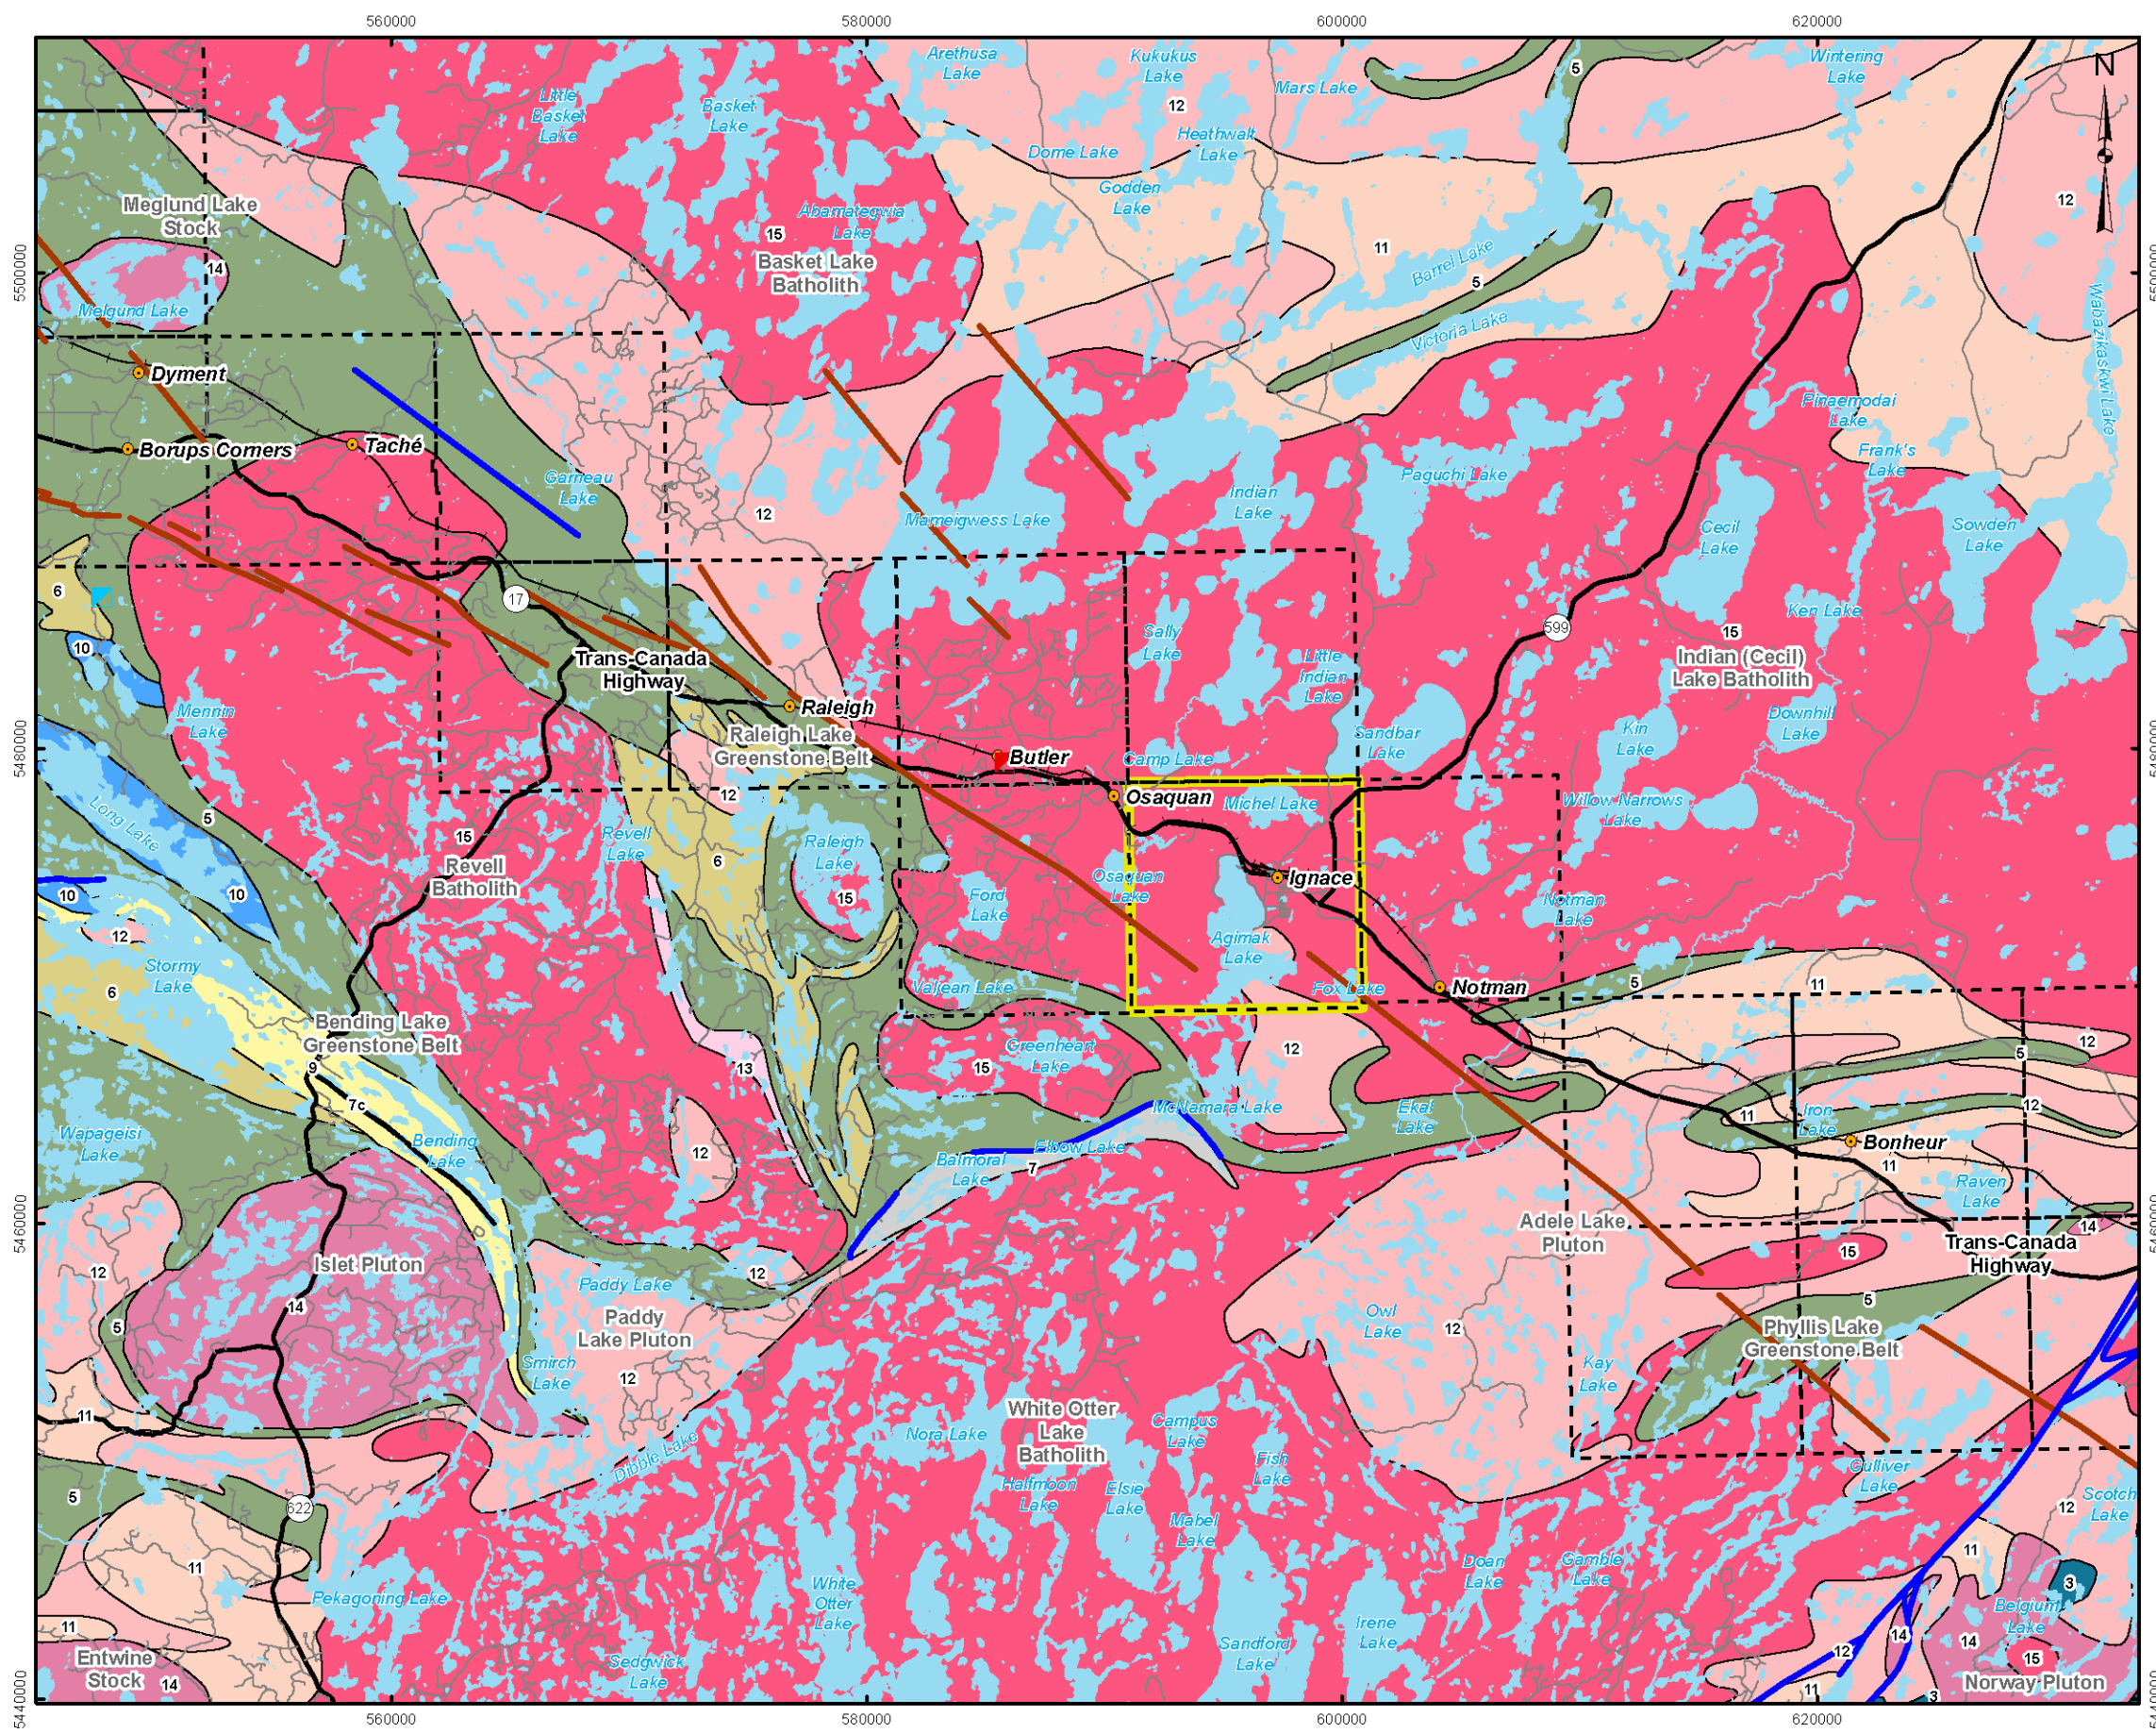 560000
580000
600000
620000
N
Arethusa
Lake
Kukukus
Lake
Mars Lake
5
Wintering
Lake
Little
Basket
Lake
Basket
Lake
12
Heathwalt
Lake
Dome Lake
Godden
Lake
12
Meglund Lake
Stock
Abamategwia
Lake
15
Basket Lake
Batholith
11
Barrel Lake
5
Victoria Lake
Wabazikaskwi Lake
5500000
5500000
14
Melgund Lake
Dyment
Borups Corners
Taché
Garneau
Lake
12
12
Mameigwess Lake
Indian
Lake
Paguchi Lake
Pinaemodai
Lake
Frank's
Lake
Cecil
Lake
Sowden
Lake
6
10
17
Trans-Canada
Highway
Sally
Lake
Little
Indian
Lake
599
Ken Lake
15
Indian (Cecil)
Lake Batholith
Mennin
Lake
Raleigh
Raleigh Lake
Greenstone Belt
Butler
Camp Lake
Sandbar
Lake
Kin
Lake
Downhill
Lake
5480000
5480000
Long Lake
5
12
Osaquan
Michel Lake
Willow Narrows
Lake
15
Revell
Batholith
Revell
Lake
6
Raleigh
Lake
15
Ford
Lake
Osaquan
Lake
Ignace
Notman
Lake
10
10
12
Stormy
Lake
6
Agimak
Lake
Valjean Lake
Fox Lake
Notman
5
11
Bending Lake
Greenstone Belt
9
7c
13
Greenheart
Lake
15
12
5
12
Wapageisi
Lake
Bending
Lake
12
McNamara Lake
Elbow Lake
7
Balmoral
Lake
Ekal
Lake
11
Iron
Lake
12
Bonheur
11
Raven
Lake
5460000
5460000
Islet Pluton
12
14
5
Paddy Lake
12
Paddy
Lake Pluton
12
Smirch
Lake
Adele Lake
Pluton
15
14
Trans-Canada
Highway
5
Owl
Lake
12
Phyllis Lake
Greenstone Belt
Kay
Lake
11
White Otter
Lake
Batholith
Nora Lake
Campus
Lake
Dibble Lake
Fish
Lake
Halfmoon
Lake
Elsie
Lake
Mabel
Lake
Gulliver
Lake
Scotch
Lake
12
5
622
11
Pekagoning Lake
White
Otter
Lake
Doan
Lake
Gamble
Lake
11
3
Belgium
Lake
11
Entwine
Stock
14
Sedgwick
Lake
Sandford
Lake
Irene
Lake
12
14
14
15
Norway Pluton
11
3
5440000
5440000
560000
580000
600000
620000